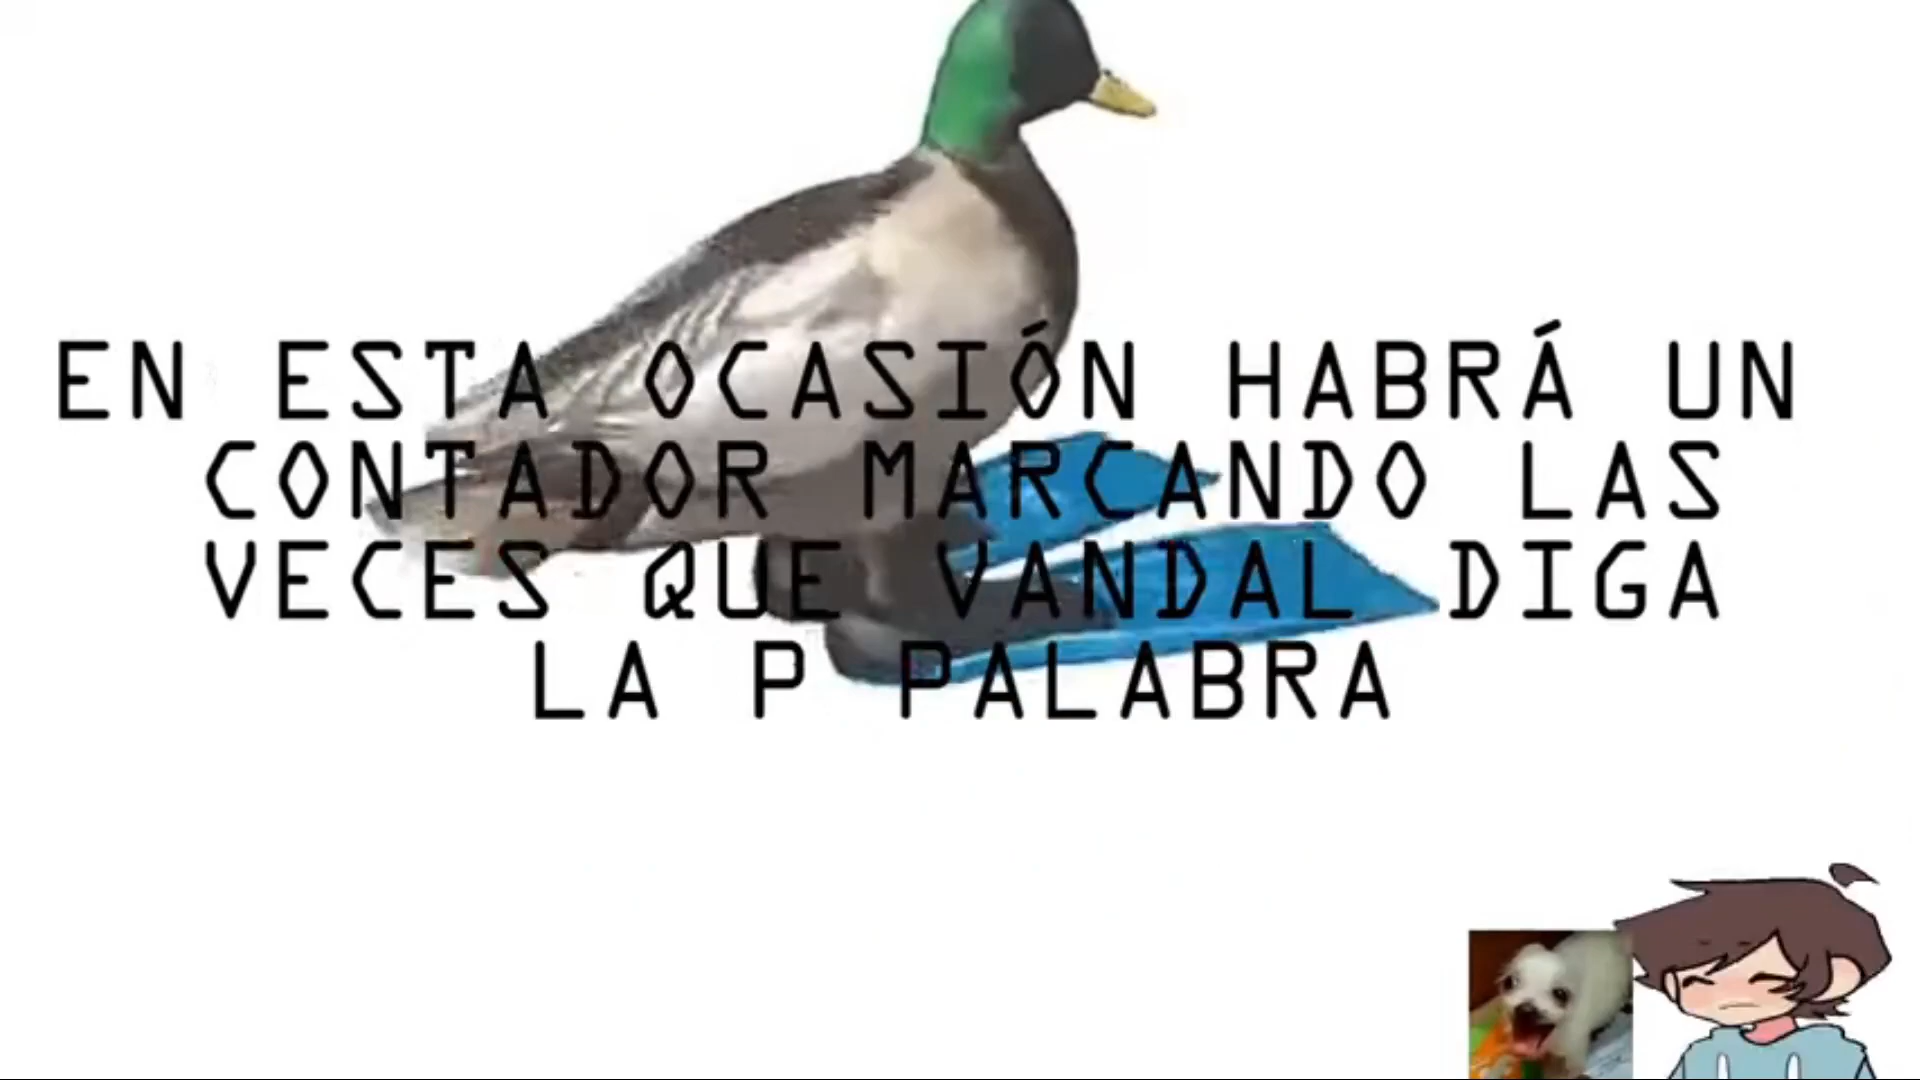 EN ESTA OCASIÓN HABRÁ UN
CONTADOR MARCANDO LAS
VECES QUE VANDAL DIGA
LA P PALABRA